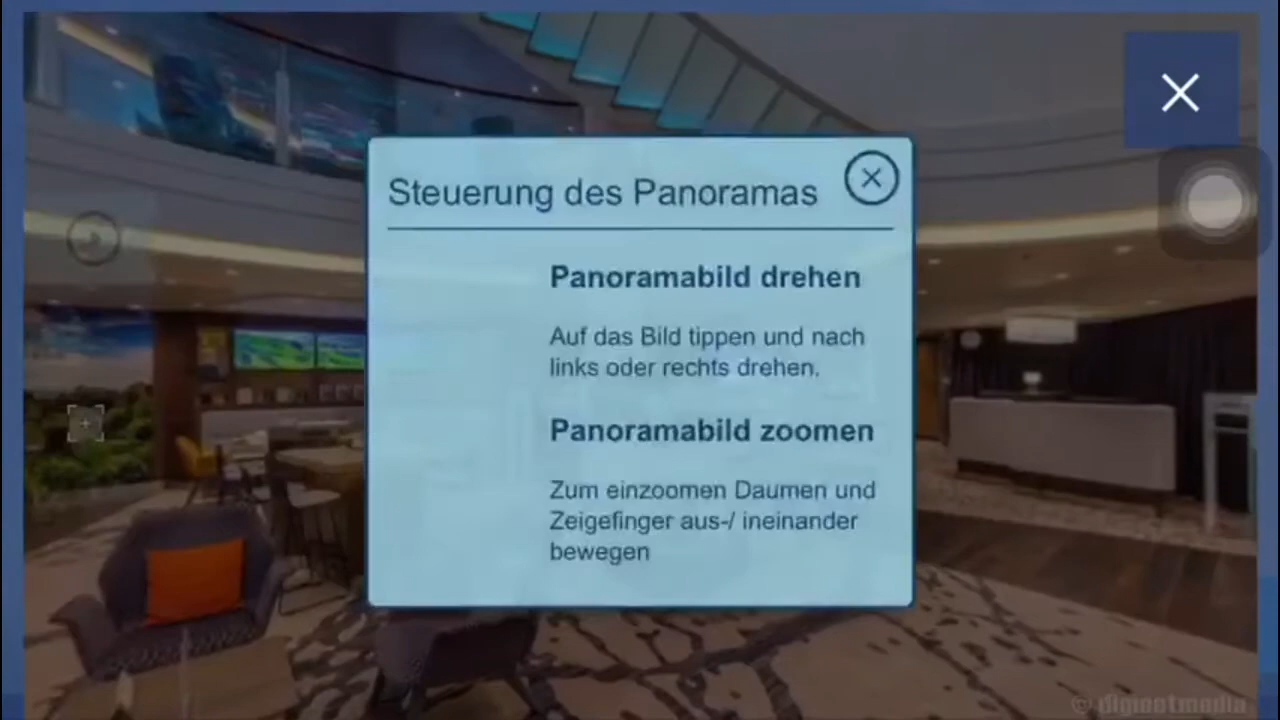 Steuerung des Panoramas
Panoramabild drehen
Auf das Bild tippen und nach
links oder rechts drehen.
Panoramabild zoomen
Zum einzoomen Daumen und
Zeigefinger aus-/ ineinander
bewegen